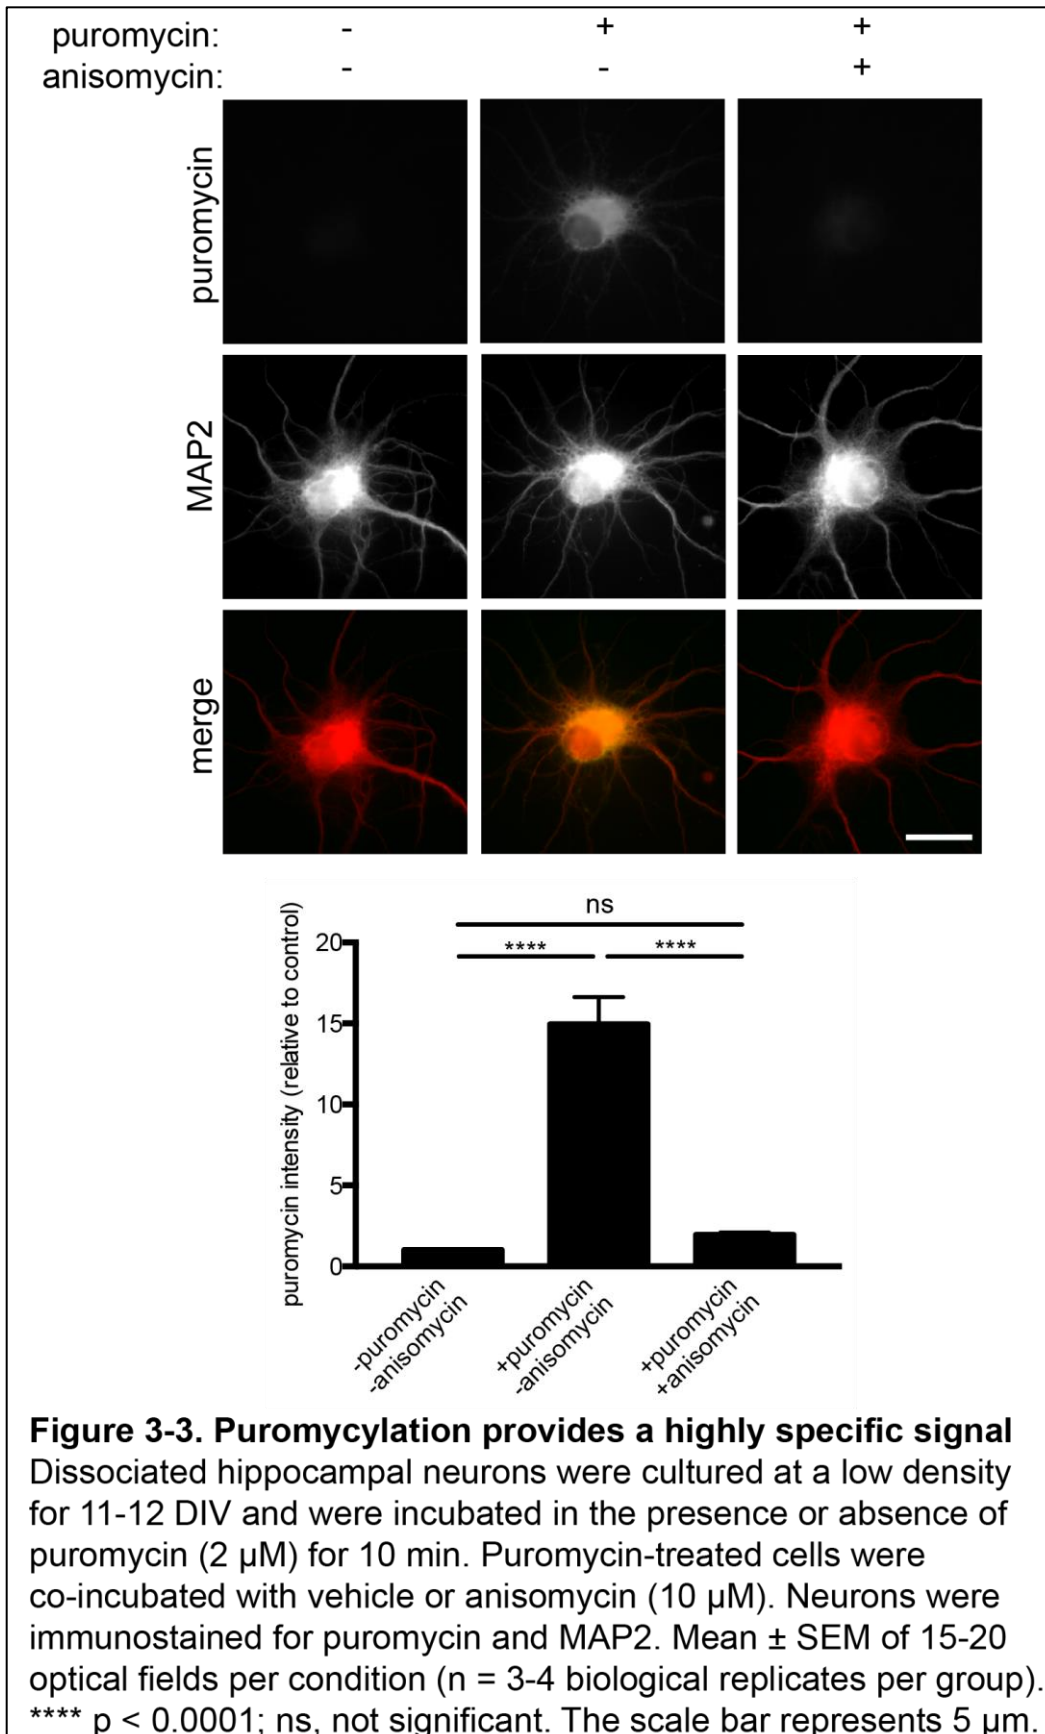 puromycin: - + +
anisomycin: - - +
puromycin
MAP2
merge
puromycin intensity (relative to control)
20
15
10
5
0
ns
**** ****
-puromycin
-anisomycin
+puromycin
-anisomycin
+puromycin
+anisomycin
Figure 3-3. Puromycylation provides a highly specific signal
Dissociated hippocampal neurons were cultured at a low density
for 11-12 DIV and were incubated in the presence or absence of
puromycin (2 µM) for 10 min. Puromycin-treated cells were
co-incubated with vehicle or anisomycin (10 µM). Neurons were
immunostained for puromycin and MAP2. Mean ± SEM of 15-20
optical fields per condition (n = 3-4 biological replicates per group).
**** p < 0.0001; ns, not significant. The scale bar represents 5 µm.